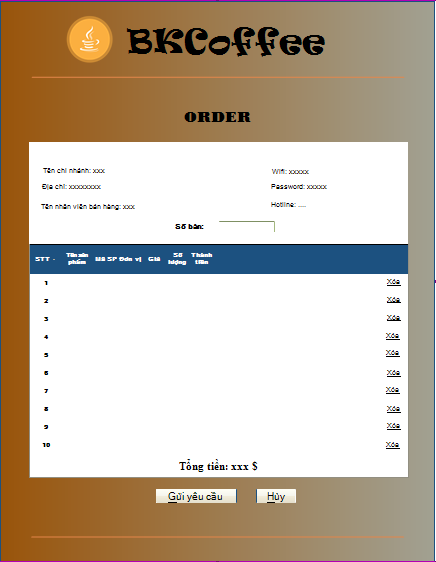 BKCoffee
ORDER
Tên chi nhánh: xxx
Wifi: xxxxx
Địa chỉ: xxxxxxxx
Password: xxxxx
Tên nhân viên bán hàng: xxx
Hotline: ....
Số bàn:
STT Tên sản phẩm Mã SP Đơn vị Giá Số lượng Thành tiền
1 Xóa
2 Xóa
3 Xóa
4 Xóa
5 Xóa
6 Xóa
7 Xóa
8 Xóa
9 Xóa
10 Xóa
Tổng tiền: xxx $
Gửi yêu cầu
Hủy